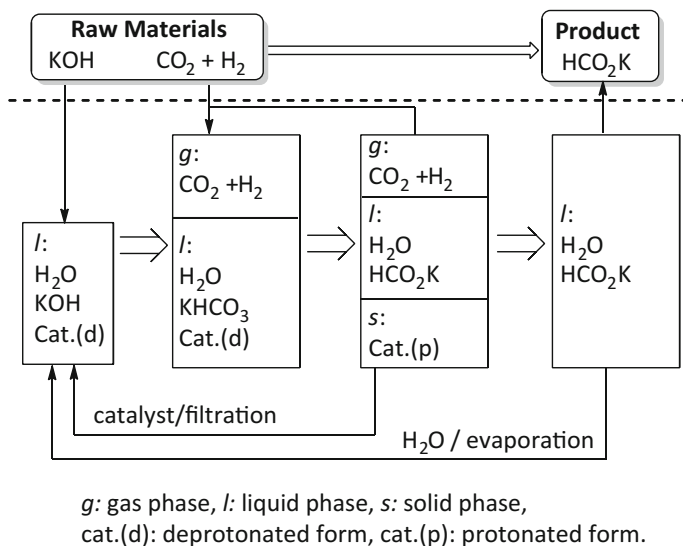 Raw Materials
KOH CO₂ + H₂
Product
HCO₂K
l:
H₂O
KOH
Cat.(d)
g:
CO₂ +H₂
l:
H₂O
KHCO₃
Cat.(d)
g:
CO₂ +H₂
l:
H₂O
HCO₂K
s:
Cat.(p)
l:
H₂O
HCO₂K
catalyst/filtration
H₂O / evaporation
g: gas phase, l: liquid phase, s: solid phase,
cat.(d): deprotonated form, cat.(p): protonated form.